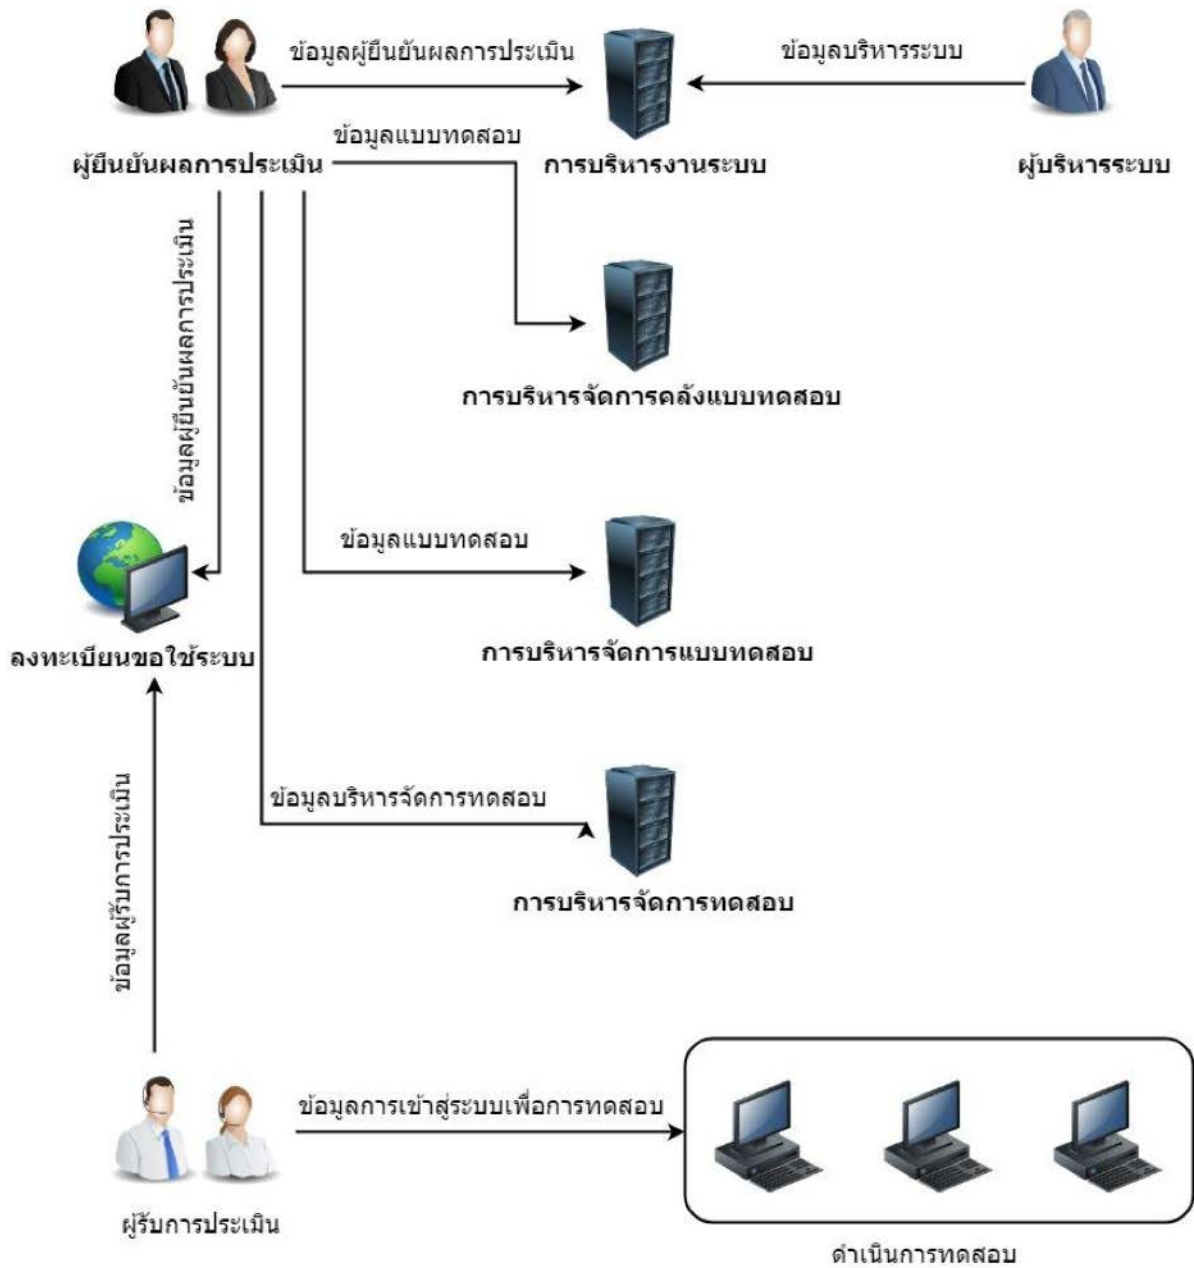 ข้อมูลผู้ยืนยันผลการประเมิน
ข้อมูลบริหารระบบ
ข้อมูลแบบทดสอบ
ผู้ยืนยันผลการประเมิน
การบริหารงานระบบ
ผู้บริหารระบบ
ข้อมูลผู้ยืนยันผลการประเมิน
การบริหารจัดการคลังแบบทดสอบ
ข้อมูลแบบทดสอบ
ลงทะเบียนขอใช้ระบบ
การบริหารจัดการแบบทดสอบ
ข้อมูลบริหารจัดการทดสอบ
ข้อมูลผู้รับการประเมิน
การบริหารจัดการทดสอบ
ข้อมูลการเข้าสู่ระบบเพื่อการทดสอบ
ผู้รับการประเมิน
ดำเนินการทดสอบ